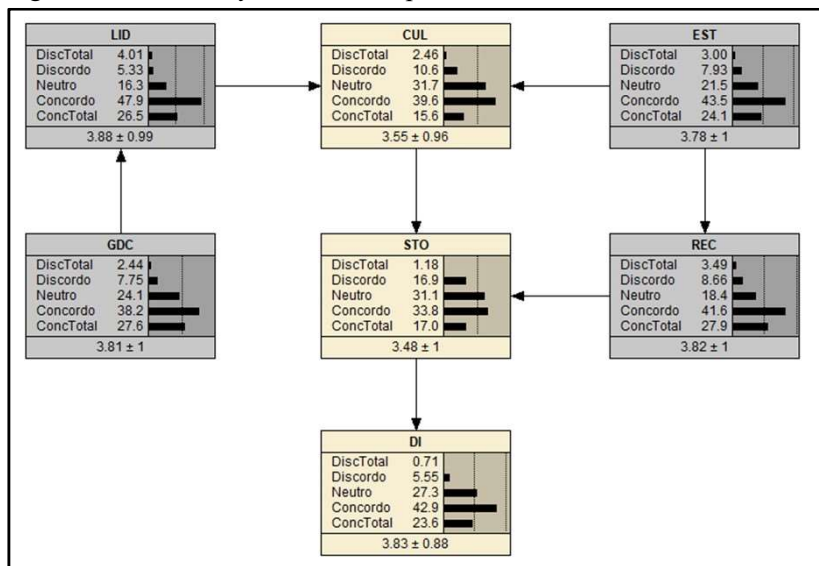 LID
DiscTotal 4.01
Discordo 5.33
Neutro 16.3
Concordo 47.9
ConcTotal 26.5
3.88 ± 0.99
CUL
DiscTotal 2.46
Discordo 10.6
Neutro 31.7
Concordo 39.6
ConcTotal 15.6
3.55 ± 0.96
EST
DiscTotal 3.00
Discordo 7.93
Neutro 21.5
Concordo 43.5
ConcTotal 24.1
3.78 ± 1
GDC
DiscTotal 2.44
Discordo 7.75
Neutro 24.1
Concordo 38.2
ConcTotal 27.6
3.81 ± 1
STO
DiscTotal 1.18
Discordo 16.9
Neutro 31.1
Concordo 33.8
ConcTotal 17.0
3.48 ± 1
REC
DiscTotal 3.49
Discordo 8.66
Neutro 18.4
Concordo 41.6
ConcTotal 27.9
3.82 ± 1
DI
DiscTotal 0.71
Discordo 5.55
Neutro 27.3
Concordo 42.9
ConcTotal 23.6
3.83 ± 0.88